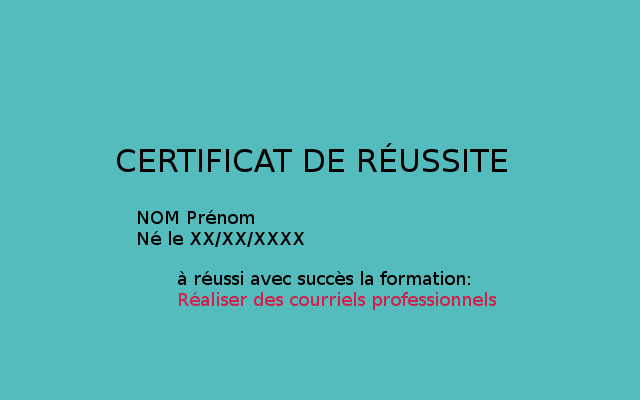 CERTIFICAT DE RÉUSSITE
NOM Prénom
Né le XX/XX/XXXX
à réussi avec succès la formation:
Réaliser des courriels professionnels